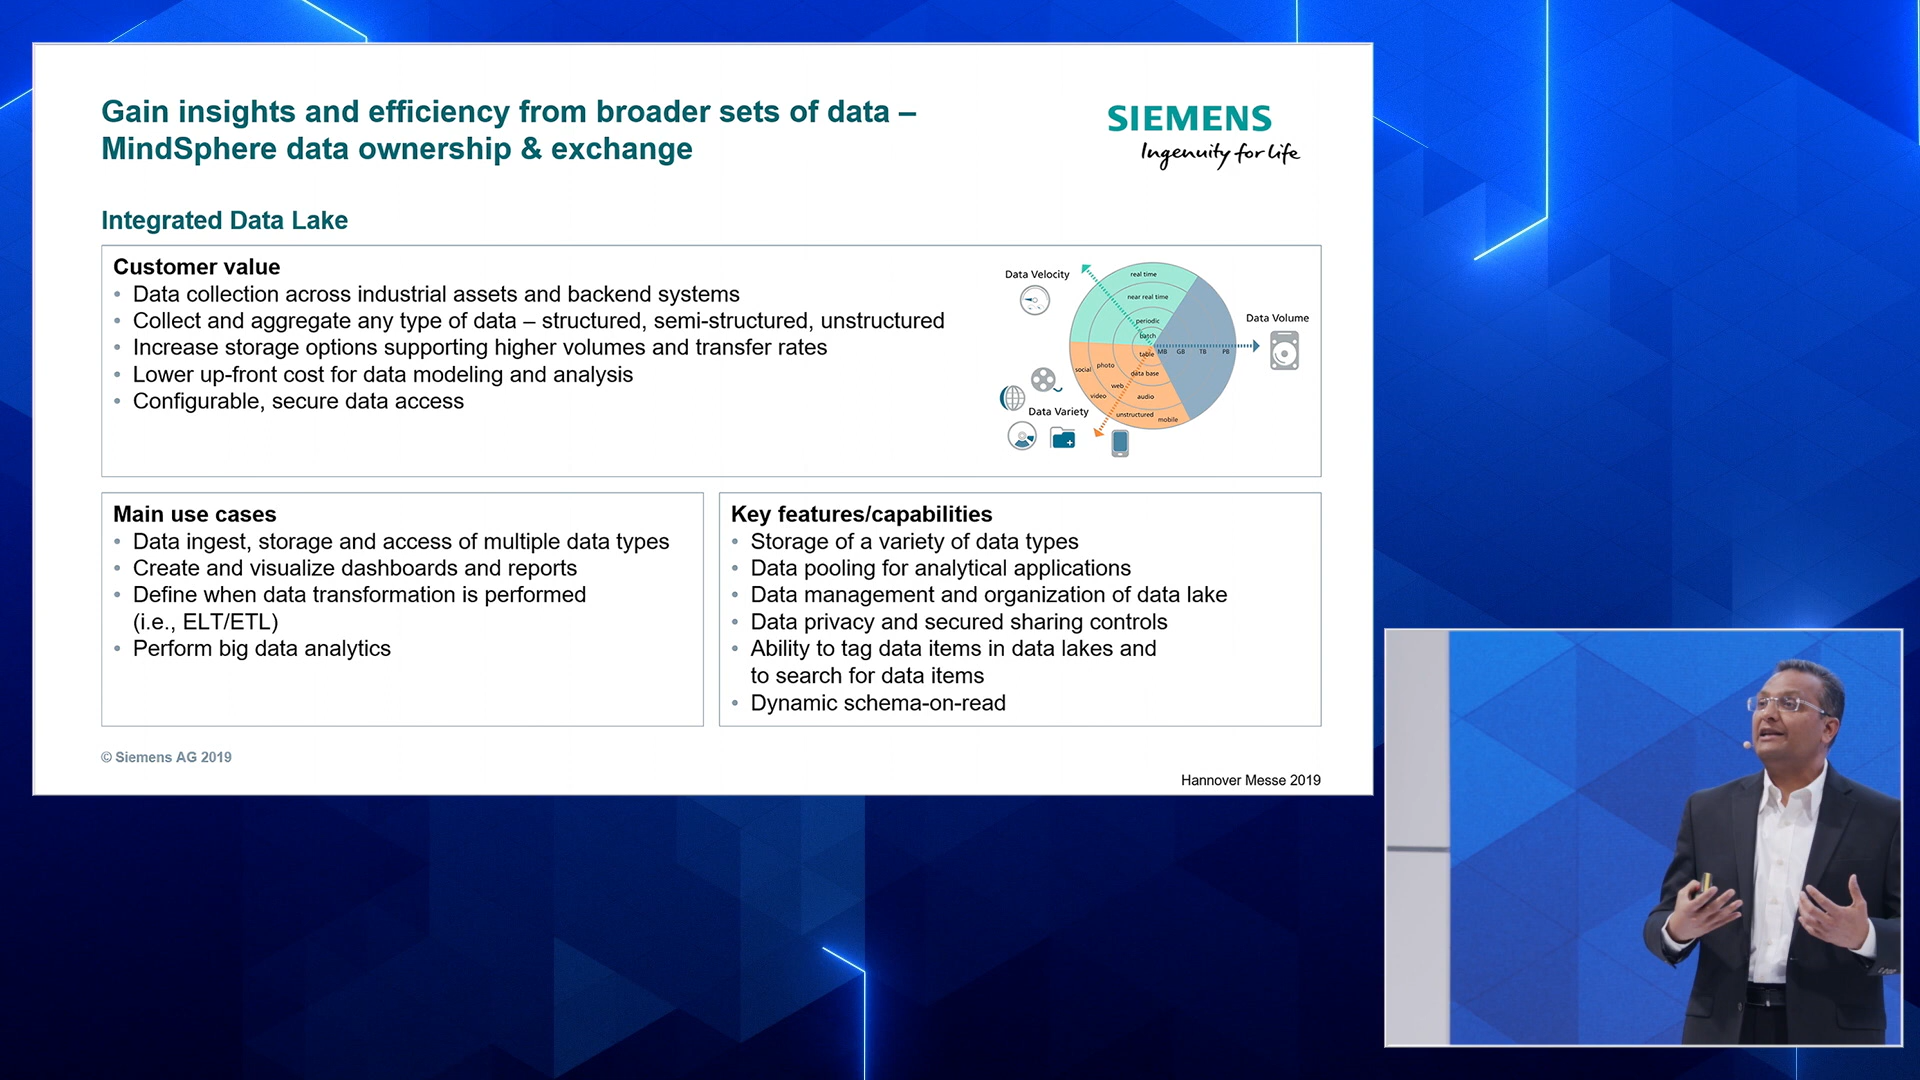 Gain insights and efficiency from broader sets of data –
MindSphere data ownership & exchange
SIEMENS
Ingenuity for life
Integrated Data Lake
Customer value
• Data collection across industrial assets and backend systems
• Collect and aggregate any type of data – structured, semi-structured, unstructured
• Increase storage options supporting higher volumes and transfer rates
• Lower up-front cost for data modeling and analysis
• Configurable, secure data access
Data Velocity
real time
near real time
periodic
batch
Data Volume
MB GB TB PB
table
social
photo
data base
web
video
audio
Data Variety
unstructured
mobile
Main use cases
• Data ingest, storage and access of multiple data types
• Create and visualize dashboards and reports
• Define when data transformation is performed
(i.e., ELT/ETL)
• Perform big data analytics
Key features/capabilities
• Storage of a variety of data types
• Data pooling for analytical applications
• Data management and organization of data lake
• Data privacy and secured sharing controls
• Ability to tag data items in data lakes and
to search for data items
• Dynamic schema-on-read
© Siemens AG 2019
Hannover Messe 2019